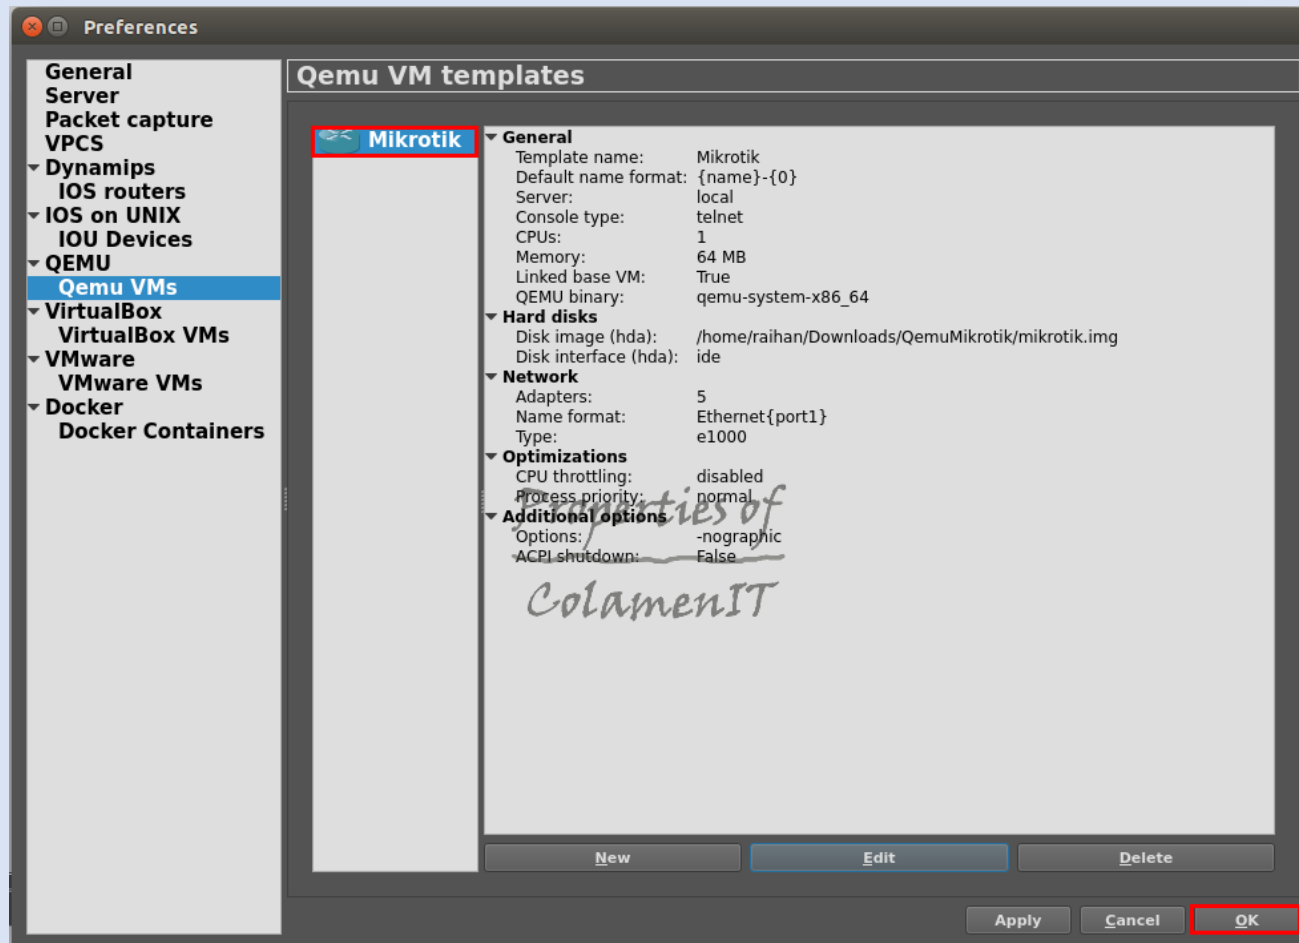 Preferences
General
Server
Packet capture
VPCS
Dynamips
IOS routers
IOS on UNIX
IOU Devices
QEMU
Qemu VMs
VirtualBox
VirtualBox VMs
VMware
VMware VMs
Docker
Docker Containers
Qemu VM templates
Mikrotik
General
Template name: Mikrotik
Default name format: {name}-{0}
Server: local
Console type: telnet
CPUs: 1
Memory: 64 MB
Linked base VM: True
QEMU binary: qemu-system-x86_64
Hard disks
Disk image (hda): /home/raihan/Downloads/QemuMikrotik/mikrotik.img
Disk interface (hda): ide
Network
Adapters: 5
Name format: Ethernet{port1}
Type: e1000
Optimizations
CPU throttling: disabled
Process priority: normal
Additional options
Options: -nographic
ACPI shutdown: False
Properties of
ColamenIT
New Edit Delete
Apply Cancel OK